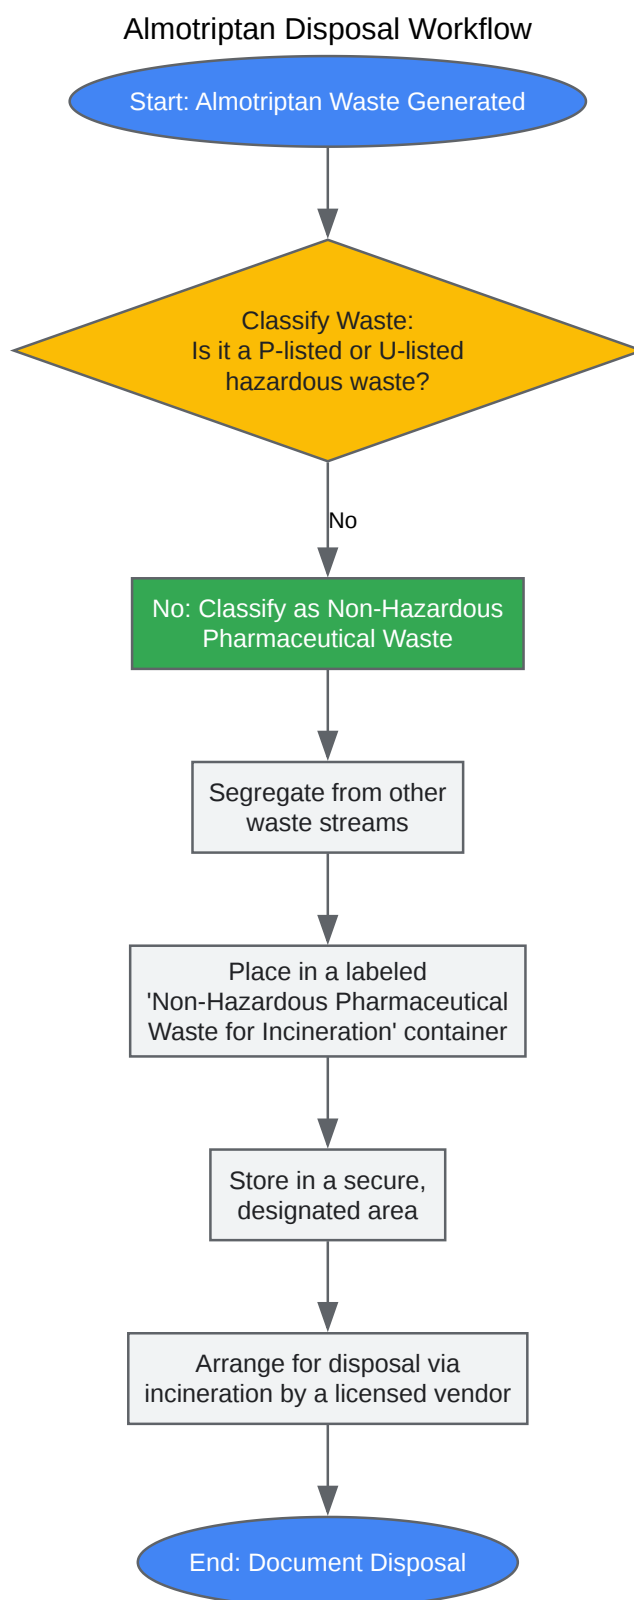 Almotriptan Disposal Workflow
Start: Almotriptan Waste Generated
Classify Waste:
Is it a P-listed or U-listed
hazardous waste?
No
No: Classify as Non-Hazardous
Pharmaceutical Waste
Segregate from other
waste streams
Place in a labeled
'Non-Hazardous Pharmaceutical
Waste for Incineration' container
Store in a secure,
designated area
Arrange for disposal via
incineration by a licensed vendor
End: Document Disposal